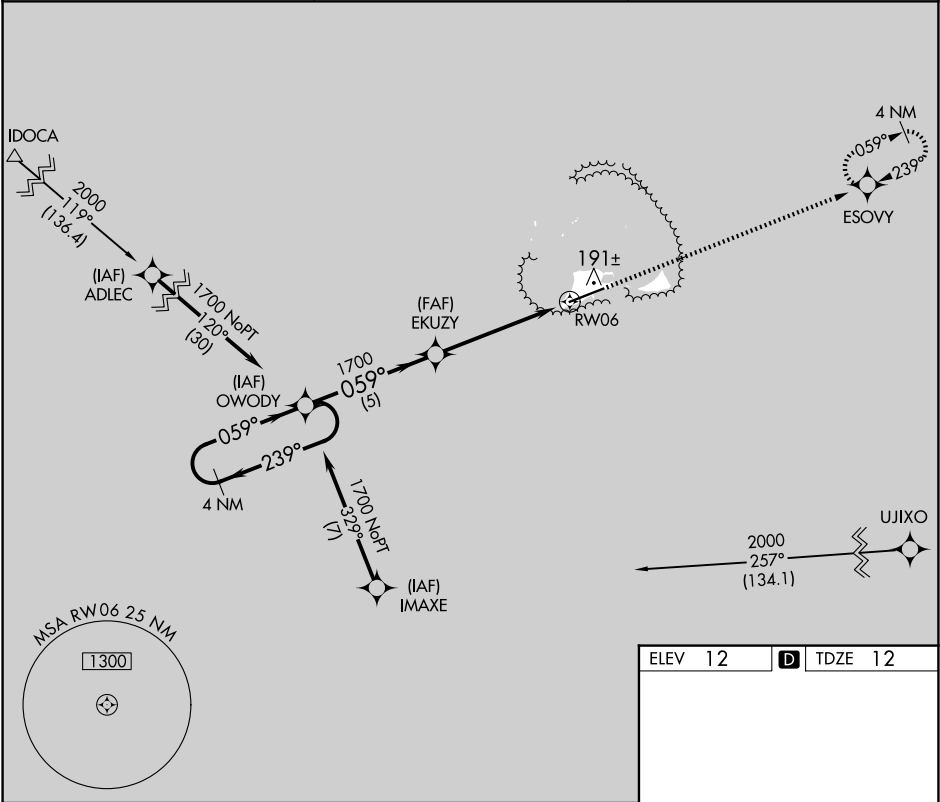 IDOCA
2000
119°
(136.4)
(IAF)
ADLEC
1700 NoPT
120°
(30)
(IAF)
OWODY
059°
239°
4 NM
1700
059°
(5)
(FAF)
EKUZY
191±
RW06
4 NM
059°
239°
ESOVY
1700 NoPT
329°
(7)
(IAF)
IMAXE
UJIXO
2000
257°
(134.1)
MSA RW06 25 NM
1300
ELEV 12 D TDZE 12